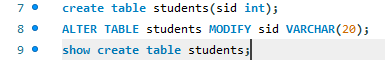 7 create table students(sid int);
8 ALTER TABLE students MODIFY sid VARCHAR(20);
9 show create table students;